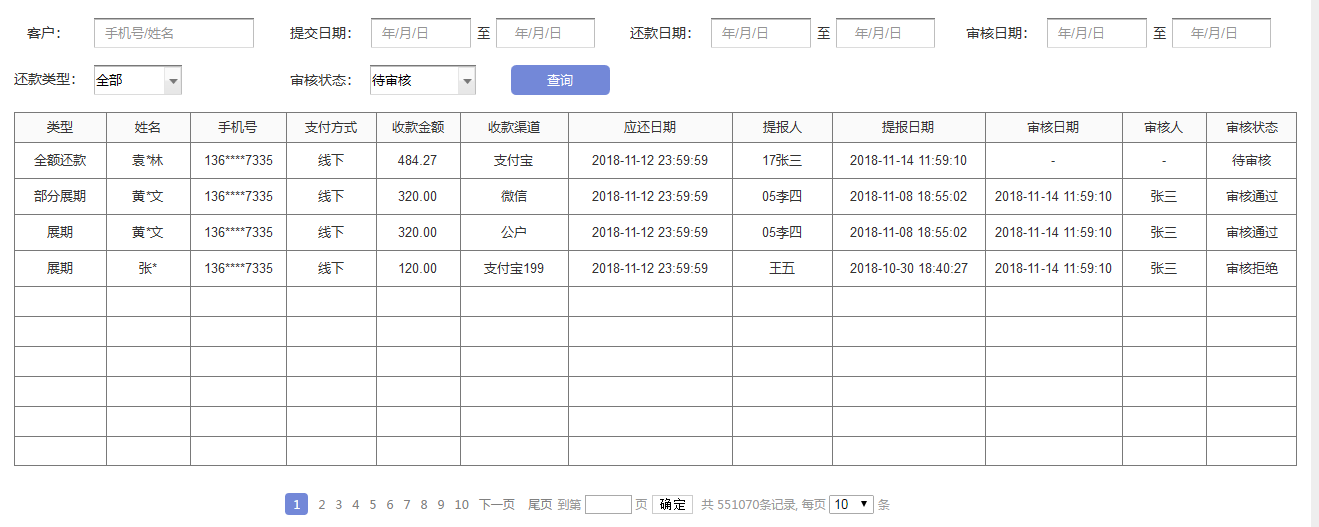 客户： 手机号/姓名 提交日期： 年/月/日 至 年/月/日 还款日期： 年/月/日 至 年/月/日 审核日期： 年/月/日 至 年/月/日
还款类型： 全部 审核状态： 待审核 查询
类型 姓名 手机号 支付方式 收款金额 收款渠道 应还日期 提报人 提报日期 审核日期 审核人 审核状态
全额还款 袁*林 136****7335 线下 484.27 支付宝 2018-11-12 23:59:59 17张三 2018-11-14 11:59:10 - - 待审核
部分展期 黄*文 136****7335 线下 320.00 微信 2018-11-12 23:59:59 05李四 2018-11-08 18:55:02 2018-11-14 11:59:10 张三 审核通过
展期 黄*文 136****7335 线下 320.00 公户 2018-11-12 23:59:59 05李四 2018-11-08 18:55:02 2018-11-14 11:59:10 张三 审核通过
展期 张* 136****7335 线下 120.00 支付宝199 2018-11-12 23:59:59 王五 2018-10-30 18:40:27 2018-11-14 11:59:10 张三 审核拒绝
1 2 3 4 5 6 7 8 9 10 下一页 尾页 到第 页 确定 共 551070条记录, 每页 10 条